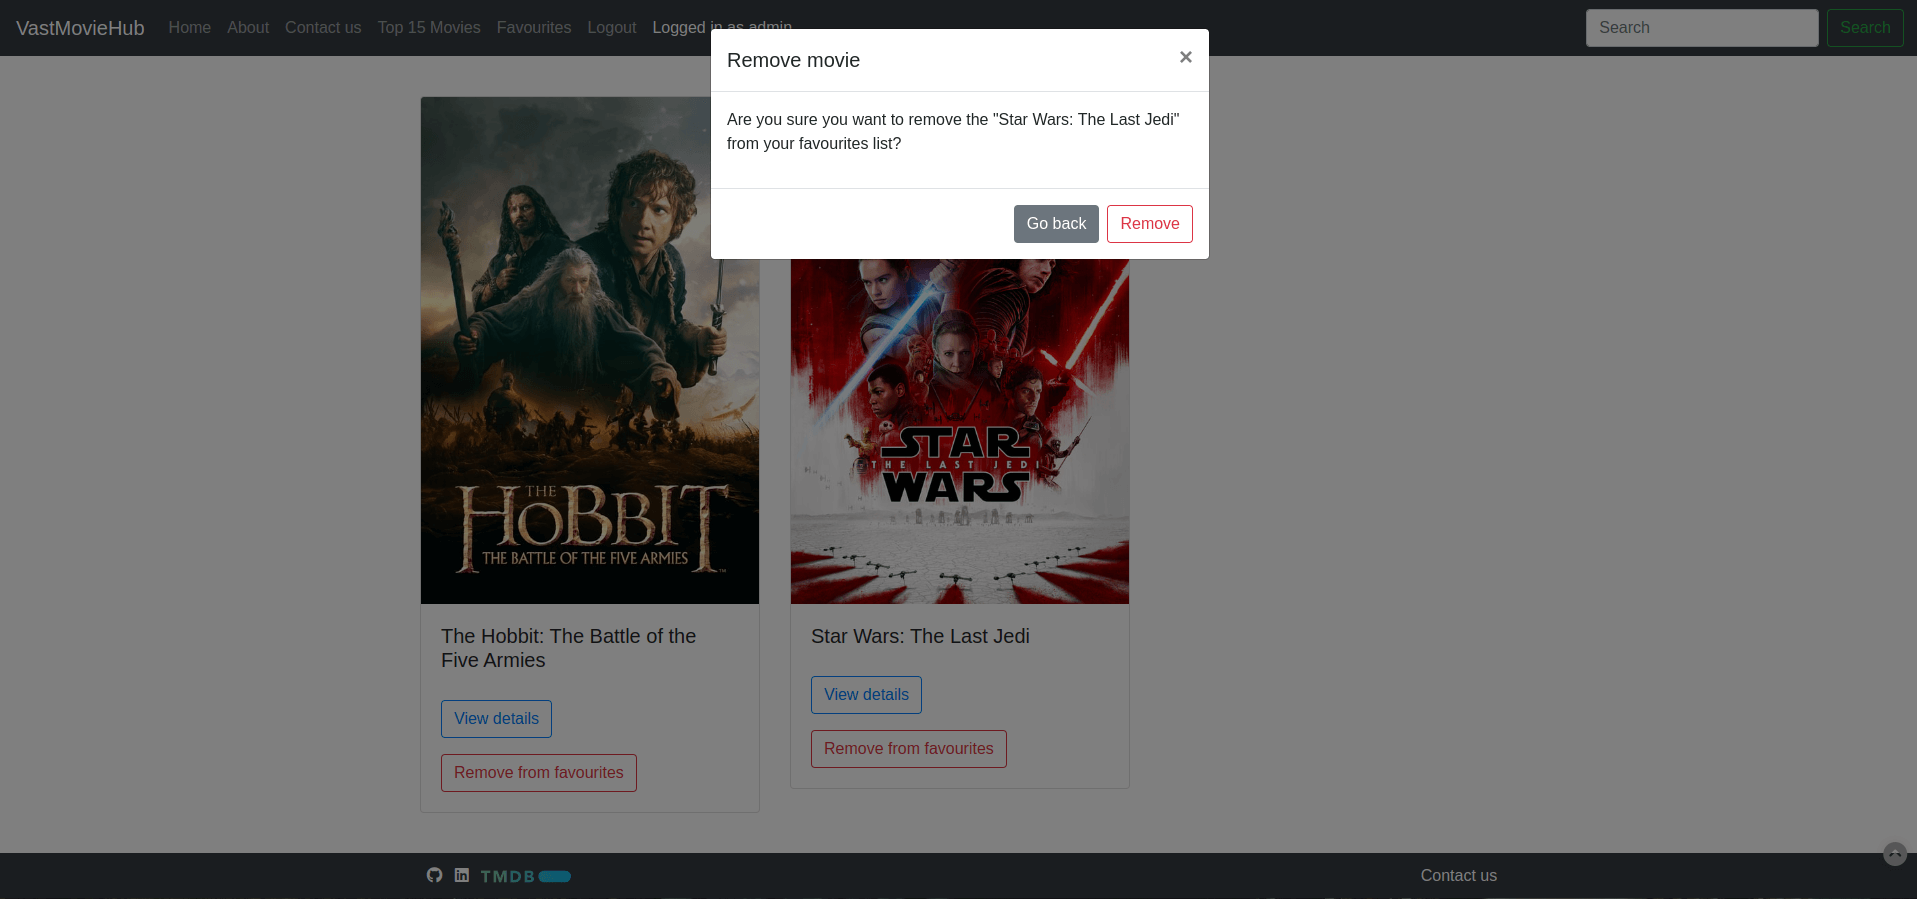 VastMovieHub Home About Contact us Top 15 Movies Favourites Logout Logged in as admin Search Search
Remove movie ×
Are you sure you want to remove the "Star Wars: The Last Jedi"
from your favourites list?
Go back Remove
THE
HOBBIT
THE BATTLE OF THE FIVE ARMIES
™
STAR
THE LAST JEDI
WARS
The Hobbit: The Battle of the
Five Armies
View details
Remove from favourites
Star Wars: The Last Jedi
View details
Remove from favourites
in TMDB Contact us